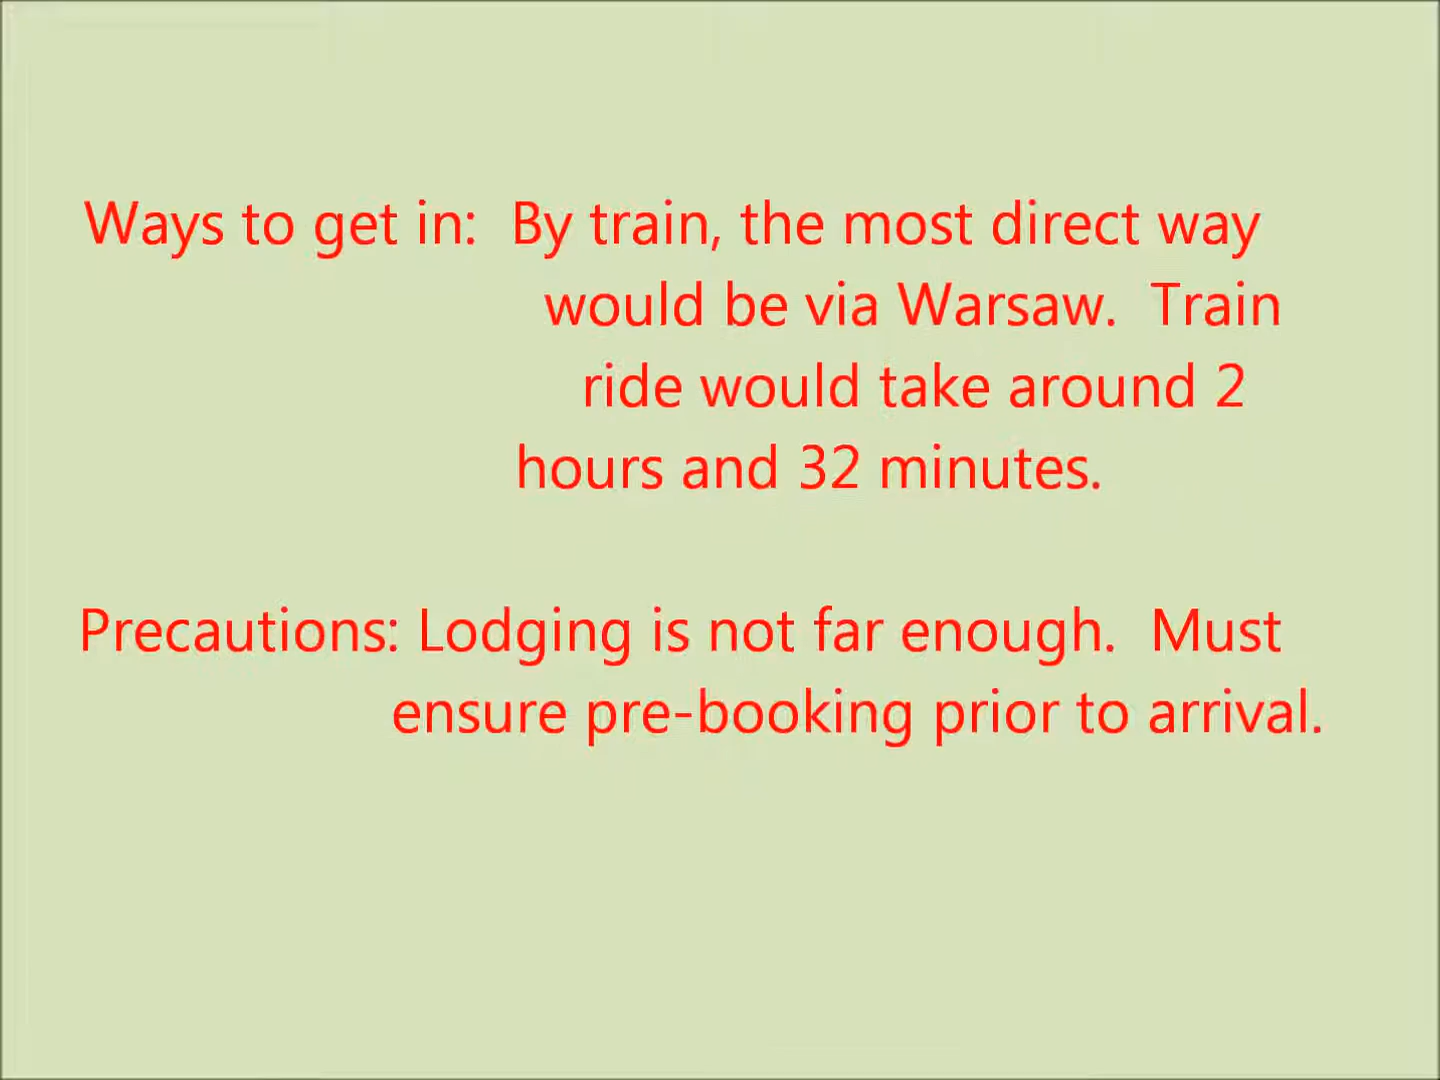 Ways to get in: By train, the most direct way
would be via Warsaw. Train
ride would take around 2
hours and 32 minutes.
Precautions: Lodging is not far enough. Must
ensure pre-booking prior to arrival.